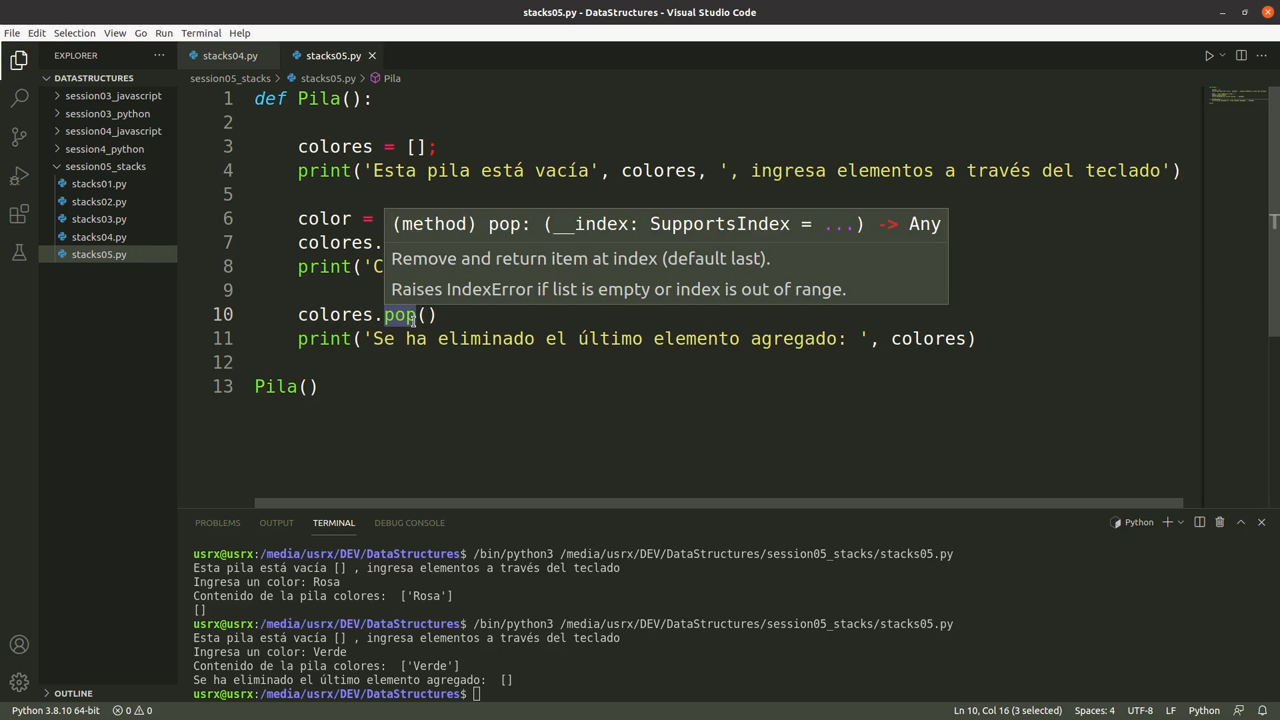 stacks05.py - DataStructures - Visual Studio Code
File Edit Selection View Go Run Terminal Help
EXPLORER
stacks04.py
stacks05.py
DATASTRUCTURES
session03_javascript
session03_python
session04_javascript
session4_python
session05_stacks
stacks01.py
stacks02.py
stacks03.py
stacks04.py
stacks05.py
OUTLINE
session05_stacks > stacks05.py > Pila
1 def Pila():
2
3 colores = [];
4 print('Esta pila está vacía', colores, ', ingresa elementos a través del teclado')
5
6 color =
7 colores.
8 print('C
9
10 colores.pop()
11 print('Se ha eliminado el último elemento agregado: ', colores)
12
13 Pila()
(method) pop: (__index: SupportsIndex = ...) -> Any
Remove and return item at index (default last).
Raises IndexError if list is empty or index is out of range.
PROBLEMS OUTPUT TERMINAL DEBUG CONSOLE
Python
usrx@usrx:/media/usrx/DEV/DataStructures$ /bin/python3 /media/usrx/DEV/DataStructures/session05_stacks/stacks05.py
Esta pila está vacía [] , ingresa elementos a través del teclado
Ingresa un color: Rosa
Contenido de la pila colores:  ['Rosa']
[]
usrx@usrx:/media/usrx/DEV/DataStructures$ /bin/python3 /media/usrx/DEV/DataStructures/session05_stacks/stacks05.py
Esta pila está vacía [] , ingresa elementos a través del teclado
Ingresa un color: Verde
Contenido de la pila colores:  ['Verde']
Se ha eliminado el último elemento agregado:  []
usrx@usrx:/media/usrx/DEV/DataStructures$
Python 3.8.10 64-bit 0 0 Ln 10, Col 16 (3 selected) Spaces: 4 UTF-8 LF Python